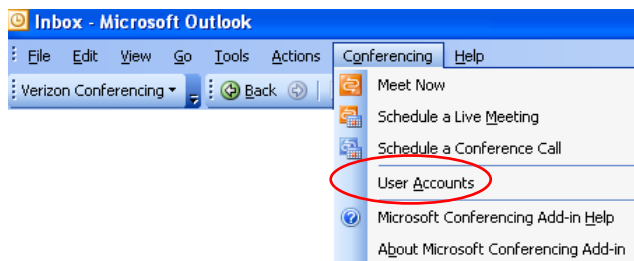 Inbox - Microsoft Outlook
File Edit View Go Tools Actions Conferencing Help
Verizon Conferencing Back
Meet Now
Schedule a Live Meeting
Schedule a Conference Call
User Accounts
Microsoft Conferencing Add-in Help
About Microsoft Conferencing Add-in